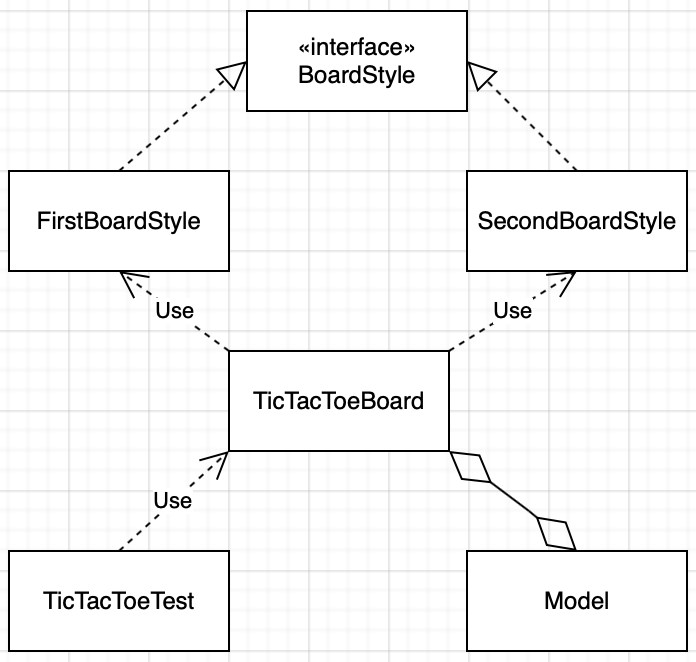 «interface»
BoardStyle
FirstBoardStyle
SecondBoardStyle
Use
Use
TicTacToeBoard
Use
TicTacToeTest
Model